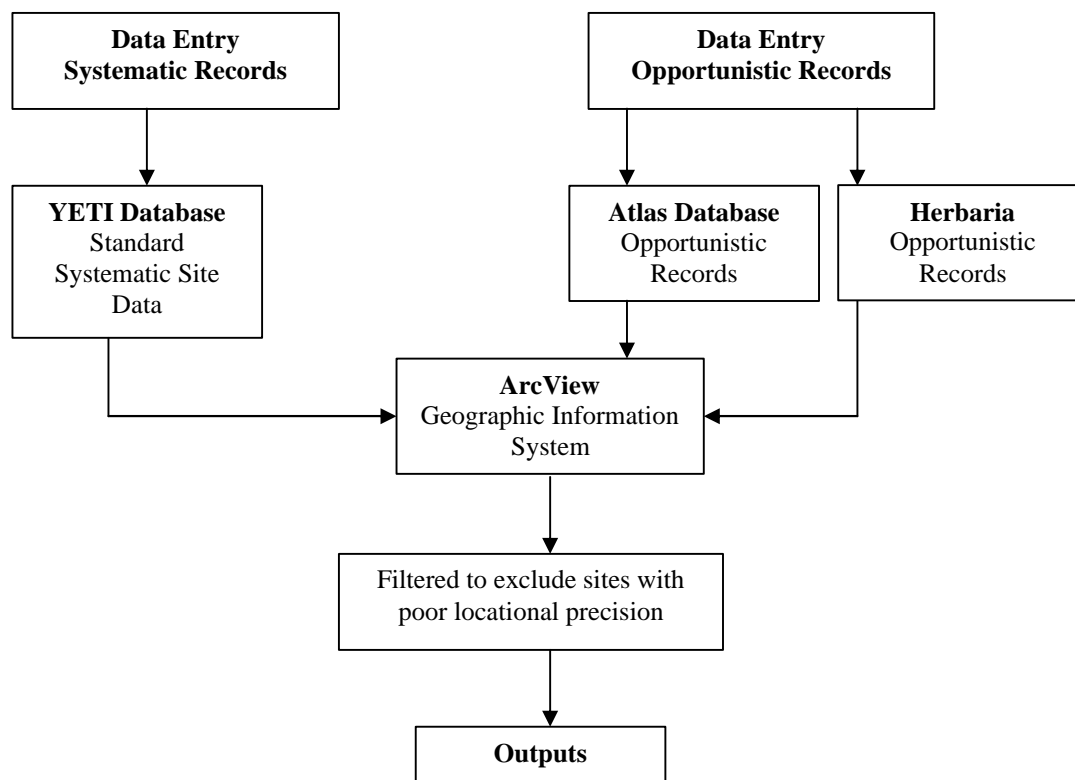 Data Entry
Systematic Records
Data Entry
Opportunistic Records
YETI Database
Standard
Systematic Site
Data
Atlas Database
Opportunistic
Records
Herbaria
Opportunistic
Records
ArcView
Geographic Information
System
Filtered to exclude sites with
poor locational precision
Outputs